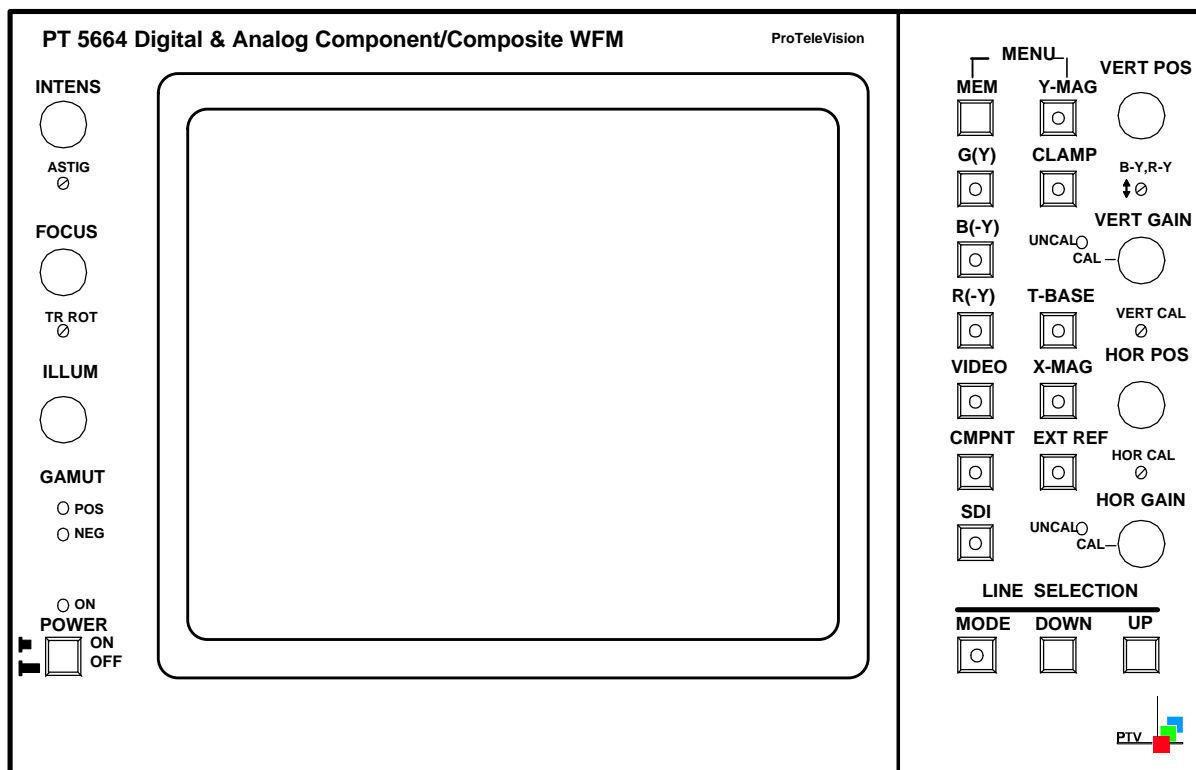 PT 5664 Digital & Analog Component/Composite WFM
ProTeleVision
INTENS
ASTIG
FOCUS
TR ROT
ILLUM
GAMUT
POS
NEG
ON
POWER
ON
OFF
MENU
MEM
Y-MAG
VERT POS
G(Y)
CLAMP
B-Y,R-Y
B(-Y)
VERT GAIN
UNCAL
CAL
R(-Y)
T-BASE
VERT CAL
HOR POS
VIDEO
X-MAG
CMPNT
EXT REF
HOR CAL
HOR GAIN
SDI
UNCAL
CAL
LINE SELECTION
MODE
DOWN
UP
PTV